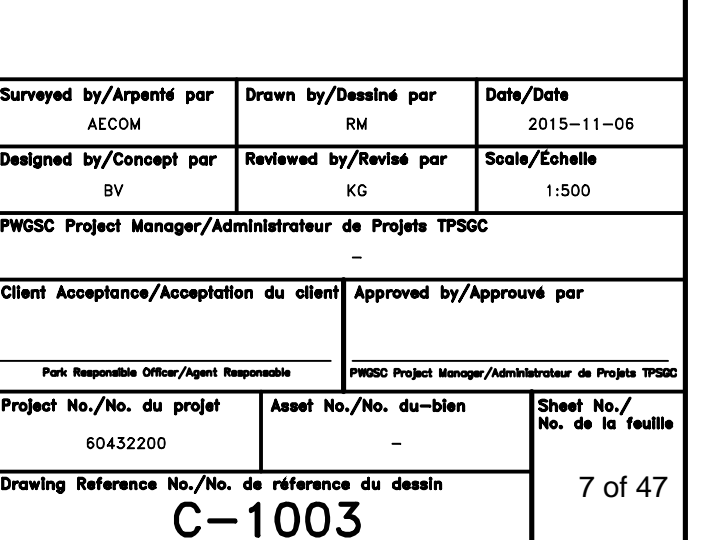 Surveyed by/Arpenté par
AECOM
Drawn by/Dessiné par
RM
Date/Date
2015-11-06
Designed by/Concept par
BV
Reviewed by/Revisé par
KG
Scale/Échelle
1:500
PWGSC Project Manager/Administrateur de Projets TPSGC
-
Client Acceptance/Acceptation du client
Park Responsible Officer/Agent Responsable
Approved by/Approuvé par
PWGSC Project Manager/Administrateur de Projets TPSGC
Project No./No. du projet
60432200
Asset No./No. du-bien
-
Sheet No./
No. de la feuille
7 of 47
Drawing Reference No./No. de réference du dessin
C-1003